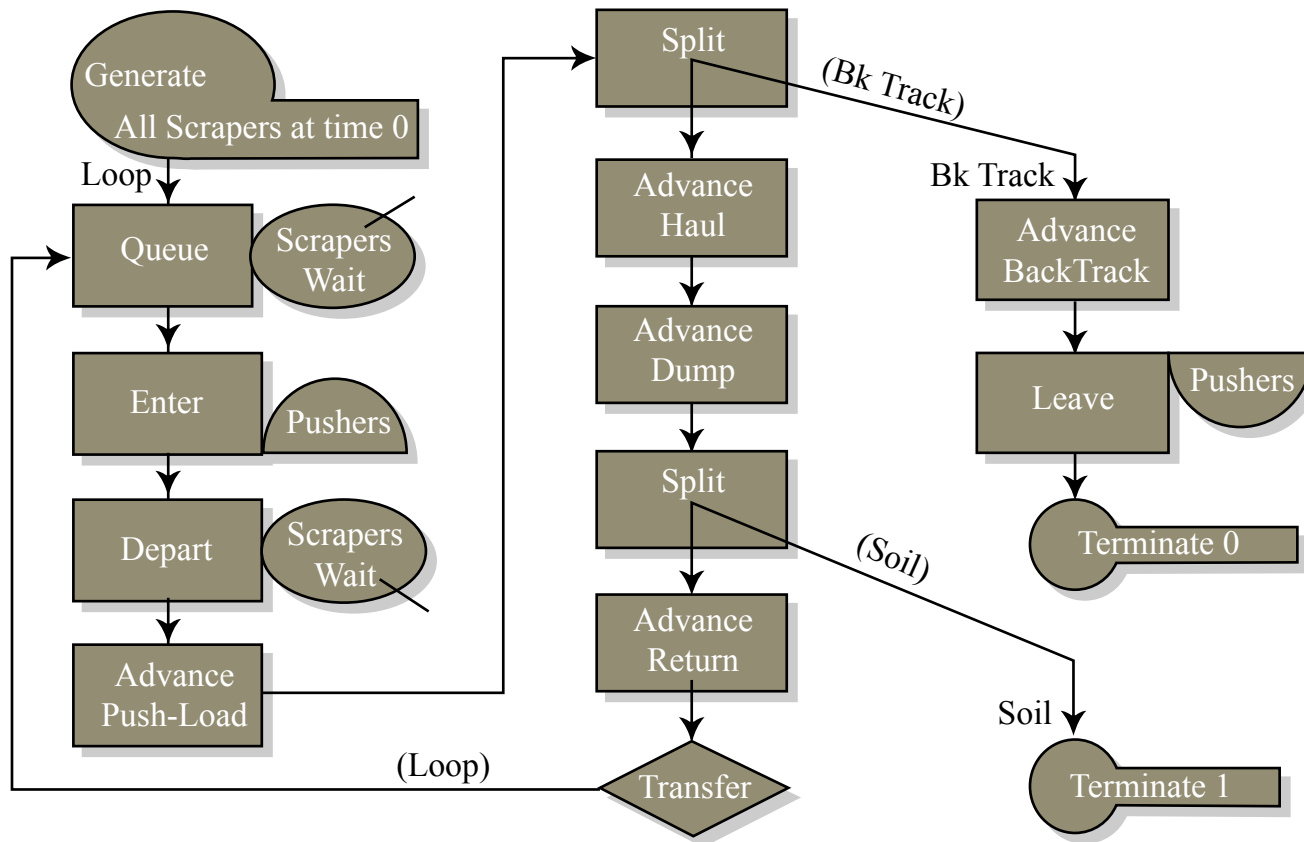 Generate
All Scrapers at time 0
Loop
Queue
Scrapers
Wait
Enter
Pushers
Depart
Scrapers
Wait
Advance
Push-Load
(Loop)
Split
(Bk Track)
Advance
Haul
Advance
Dump
Split
(Soil)
Advance
Return
Transfer
Bk Track
Advance
BackTrack
Leave
Pushers
Terminate 0
Soil
Terminate 1